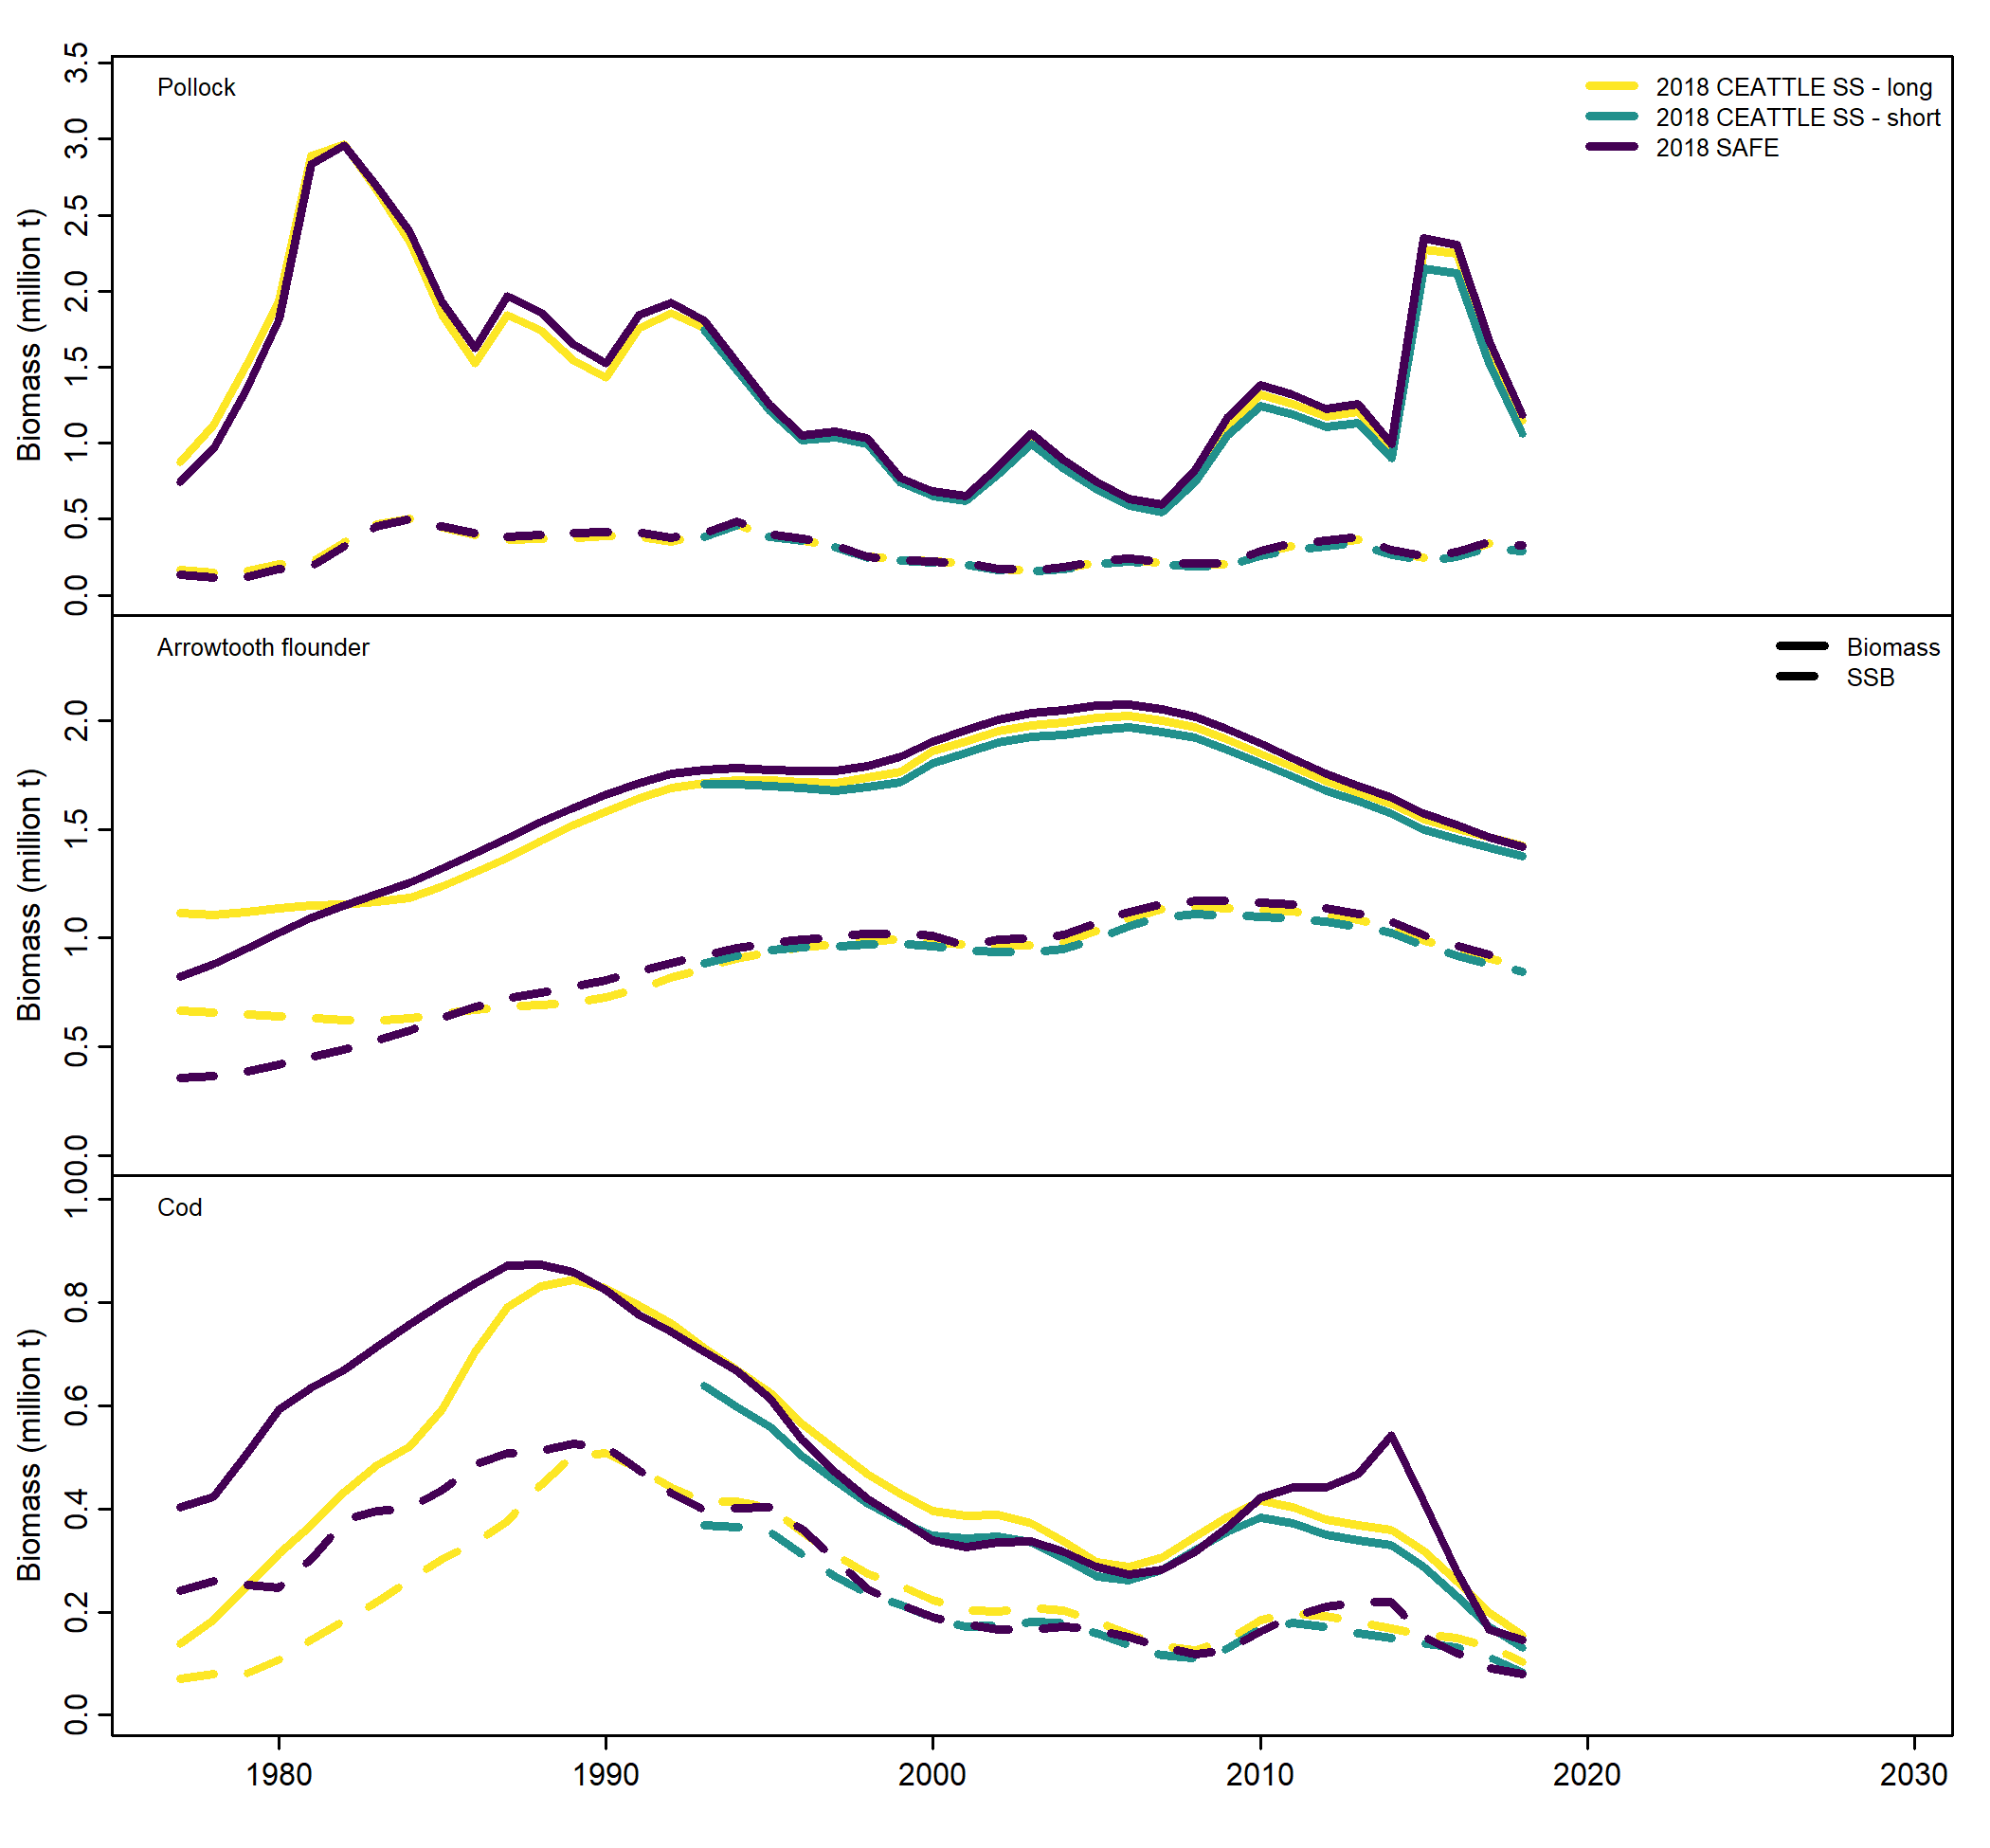 Pollock
2018 CEATTLE SS - long
2018 CEATTLE SS - short
2018 SAFE
Biomass (million t)
3.5
3.0
2.5
2.0
1.5
1.0
0.5
0.0
Arrowtooth flounder
Biomass
SSB
Biomass (million t)
2.0
1.5
1.0
0.5
0.0
Cod
Biomass (million t)
1.0
0.8
0.6
0.4
0.2
0.0
1980 1990 2000 2010 2020 2030